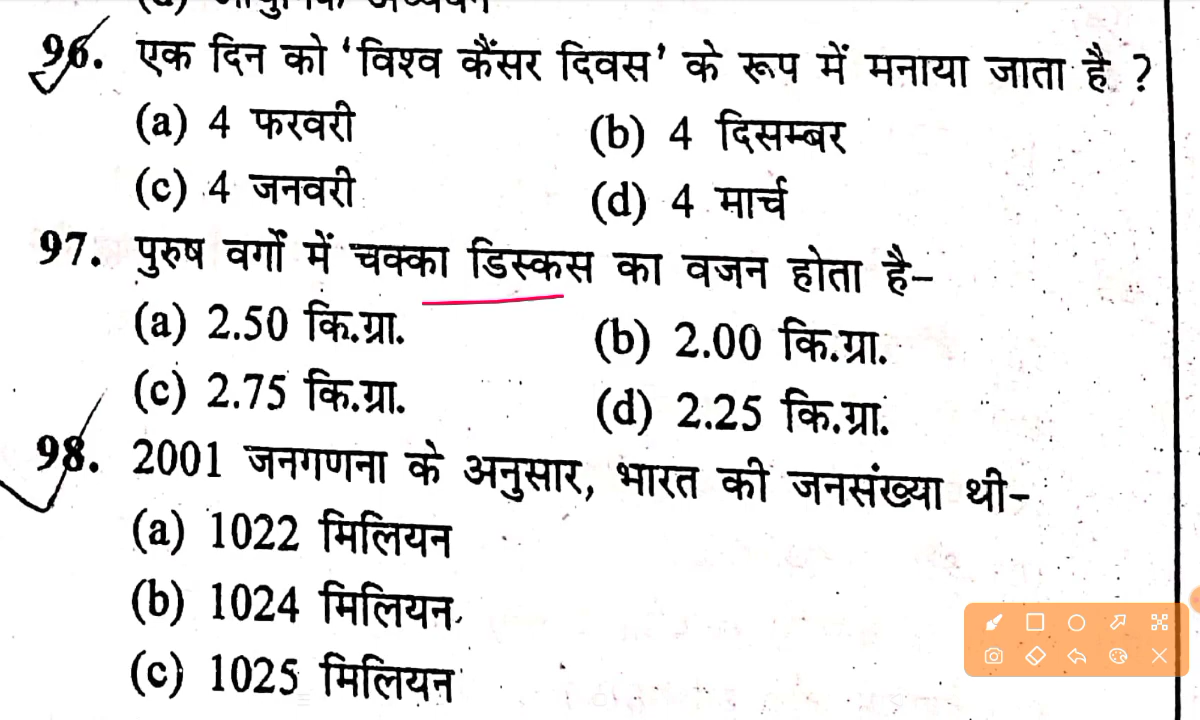 96. एक दिन को 'विश्व कैंसर दिवस' के रूप में मनाया जाता है ?
(a) 4 फरवरी (b) 4 दिसम्बर
(c) 4 जनवरी (d) 4 मार्च
97. पुरुष वर्गों में चक्का डिस्कस का वजन होता है-
(a) 2.50 कि.ग्रा. (b) 2.00 कि.ग्रा.
(c) 2.75 कि.ग्रा. (d) 2.25 कि.ग्रा.
98. 2001 जनगणना के अनुसार, भारत की जनसंख्या थी-
(a) 1022 मिलियन
(b) 1024 मिलियन
(c) 1025 मिलियन